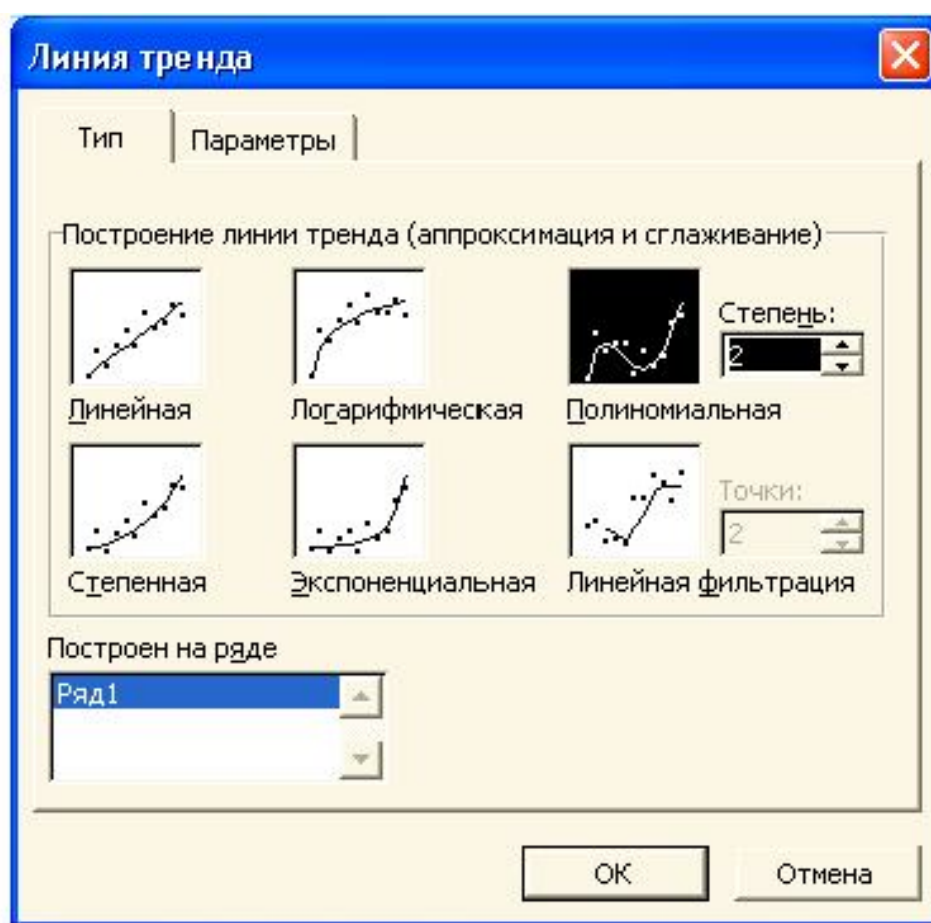 Линия тренда
Тип Параметры
Построение линии тренда (аппроксимация и сглаживание)
Степень:
2
Линейная Логарифмическая Полиномиальная
Точки:
2
Степенная Экспоненциальная Линейная фильтрация
Построен на ряде
Ряд1
ОК Отмена